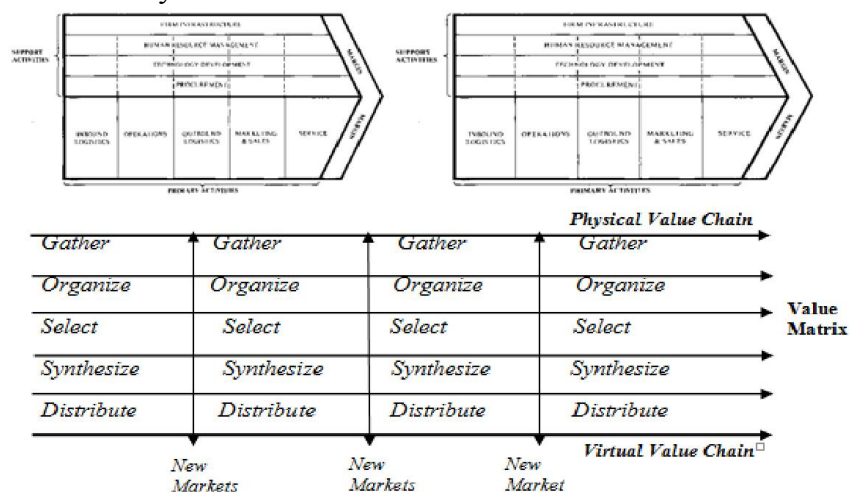 FIRM INFRASTRUCTURE
HUMAN RESOURCE MANAGEMENT
TECHNOLOGY DEVELOPMENT
PROCUREMENT
SUPPORT
ACTIVITIES
MARGIN
INBOUND
LOGISTICS
OPERATIONS
OUTBOUND
LOGISTICS
MARKETING
& SALES
SERVICE
MARGIN
PRIMARY ACTIVITIES
FIRM INFRASTRUCTURE
HUMAN RESOURCE MANAGEMENT
TECHNOLOGY DEVELOPMENT
PROCUREMENT
SUPPORT
ACTIVITIES
MARGIN
INBOUND
LOGISTICS
OPERATIONS
OUTBOUND
LOGISTICS
MARKETING
& SALES
SERVICE
MARGIN
PRIMARY ACTIVITIES
Physical Value Chain
Gather Gather Gather Gather
Organize Organize Organize Organize
Select Select Select Select
Value
Matrix
Synthesize Synthesize Synthesize Synthesize
Distribute Distribute Distribute Distribute
Virtual Value Chain
New
Markets
New
Markets
New
Market